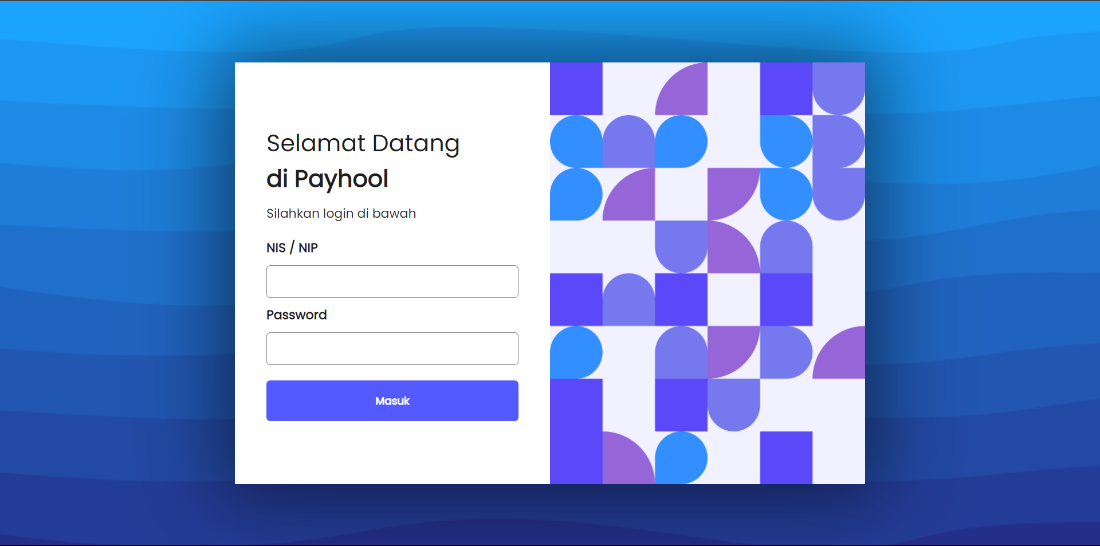 Selamat Datang
di Payhool
Silahkan login di bawah
NIS / NIP
Password
Masuk